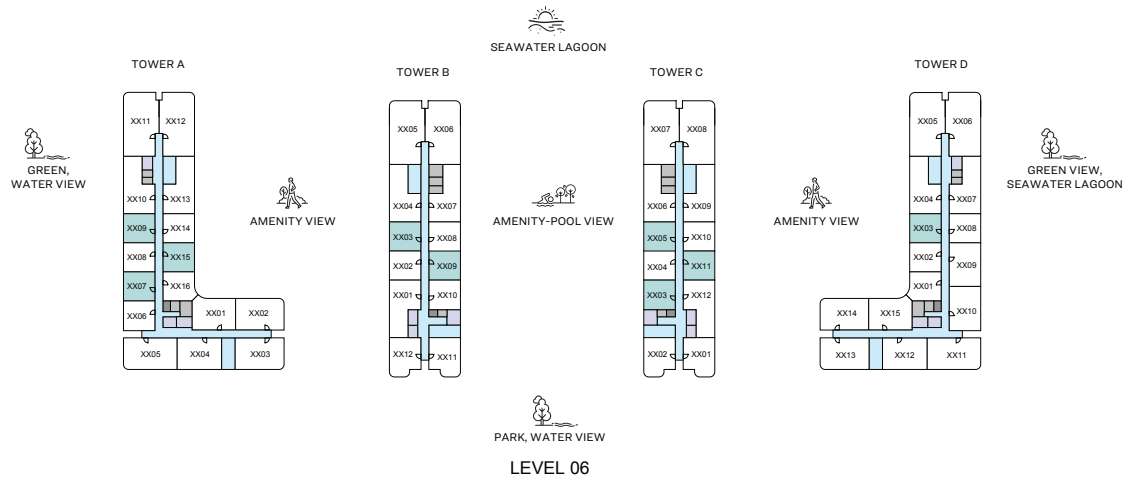 SEAWATER LAGOON
TOWER A
TOWER B
TOWER C
TOWER D
XX11 XX12
XX05 XX06
XX07 XX08
XX05 XX06
GREEN,
WATER VIEW
GREEN VIEW,
SEAWATER LAGOON
XX10 XX13
XX04 XX07
XX06 XX09
XX04 XX07
AMENITY VIEW
AMENITY-POOL VIEW
AMENITY VIEW
XX09 XX14
XX03 XX08
XX05 XX10
XX03 XX08
XX08 XX15
XX02 XX09
XX04 XX11
XX02 XX09
XX07 XX16
XX01 XX10
XX03 XX12
XX01
XX06 XX01 XX02
XX14 XX15 XX10
XX05 XX04 XX03
XX12 XX11
XX02 XX01
XX13 XX12 XX11
PARK, WATER VIEW
LEVEL 06